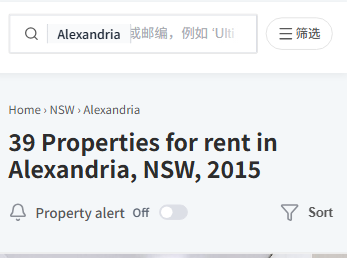 Alexandria 或邮编，例如 'Ulti
筛选
Home › NSW › Alexandria
39 Properties for rent in
Alexandria, NSW, 2015
Property alert Off
Sort